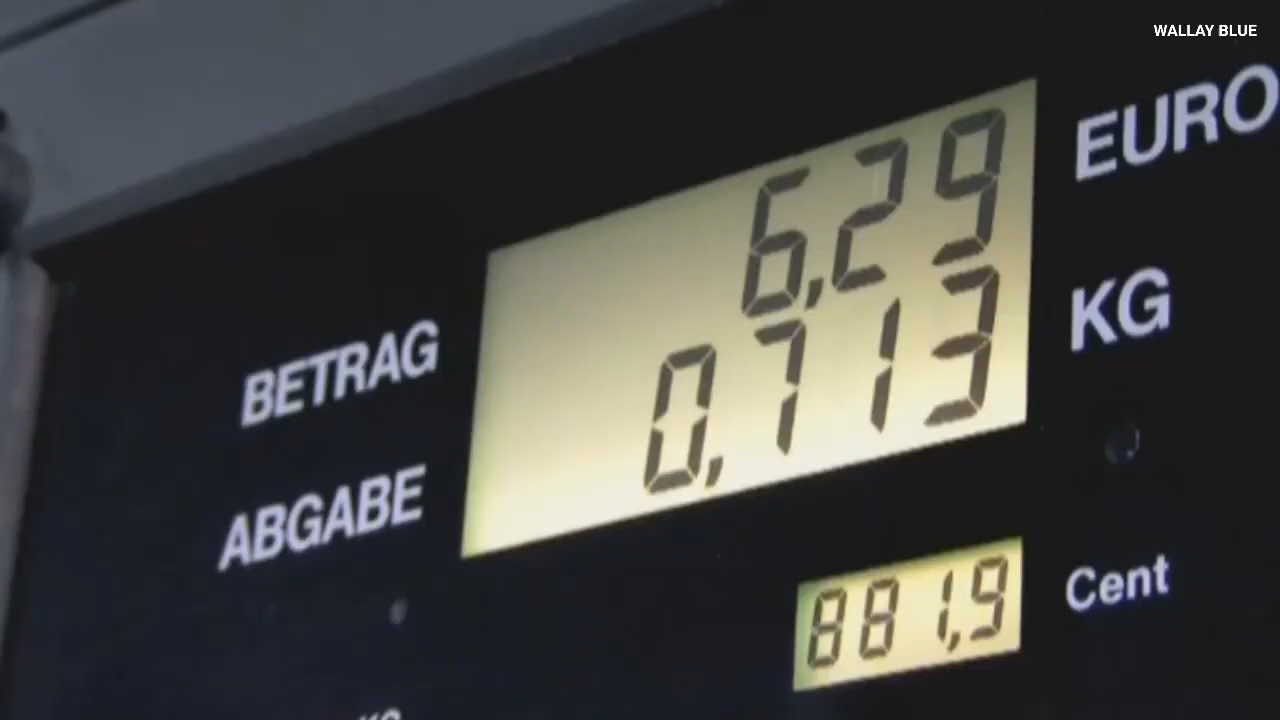 WALLAY BLUE
BETRAG 6,29 EURO
ABGABE 0,713 KG
881,9 Cent